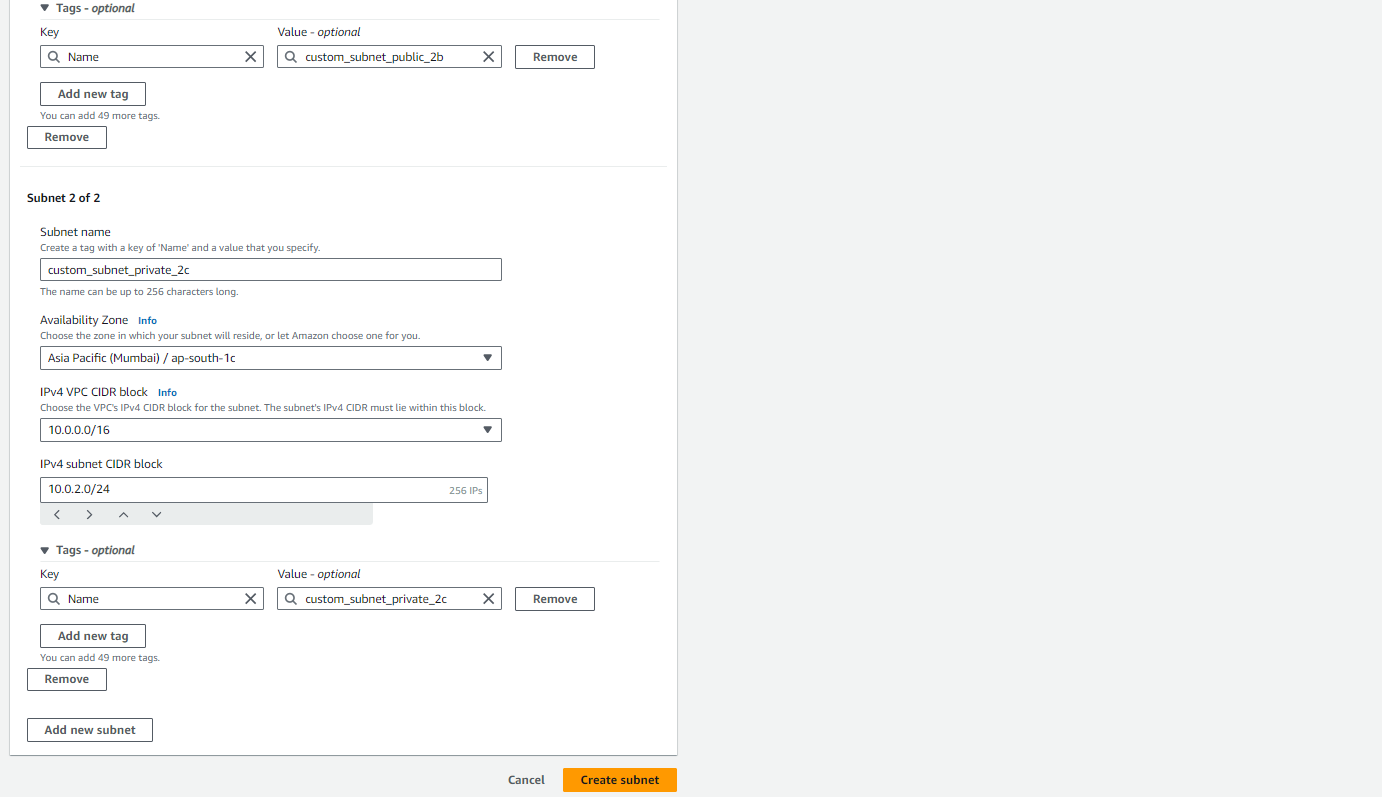 Tags - optional
Key Value - optional
Name custom_subnet_public_2b Remove
Add new tag
You can add 49 more tags.
Remove
Subnet 2 of 2
Subnet name
Create a tag with a key of 'Name' and a value that you specify.
custom_subnet_private_2c
The name can be up to 256 characters long.
Availability Zone Info
Choose the zone in which your subnet will reside, or let Amazon choose one for you.
Asia Pacific (Mumbai) / ap-south-1c
IPv4 VPC CIDR block Info
Choose the VPC's IPv4 CIDR block for the subnet. The subnet's IPv4 CIDR must lie within this block.
10.0.0.0/16
IPv4 subnet CIDR block
10.0.2.0/24 256 IPs
Tags - optional
Key Value - optional
Name custom_subnet_private_2c Remove
Add new tag
You can add 49 more tags.
Remove
Add new subnet
Cancel Create subnet